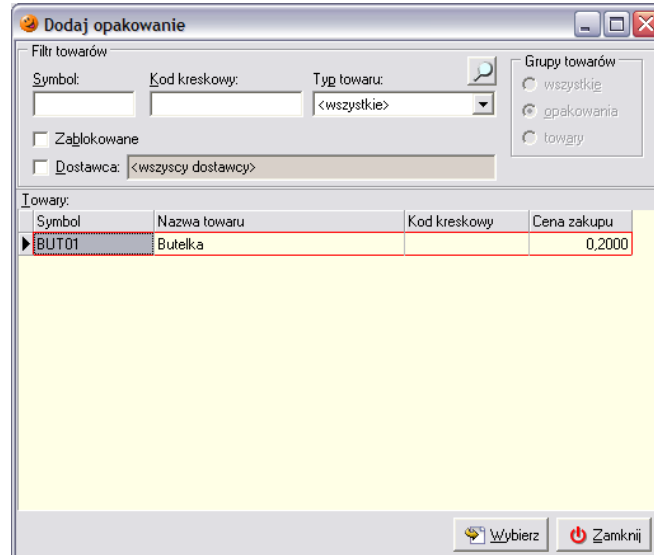 Dodaj opakowanie
Filtr towarów
Symbol: Kod kreskowy: Typ towaru:
<wszystkie>
Zablokowane
Dostawca: <wszyscy dostawcy>
Grupy towarów
wszystkie
opakowania
towary
Towary:
Symbol Nazwa towaru Kod kreskowy Cena zakupu
BUT01 Butelka 0,2000
Wybierz Zamknij